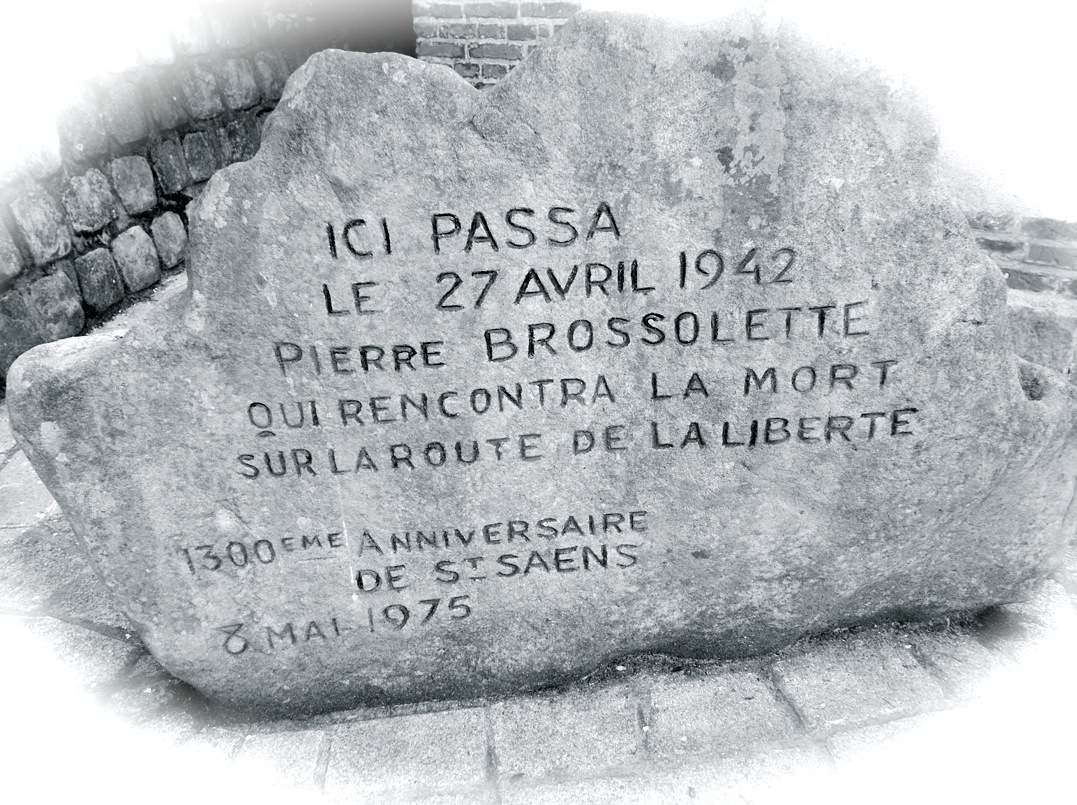 ICI PASSA
LE 27 AVRIL 1942
PIERRE BROSSOLETTE
QUI RENCONTRA LA MORT
SUR LA ROUTE DE LA LIBERTE
1300EME ANNIVERSAIRE
DE ST SAENS
8 MAI 1975